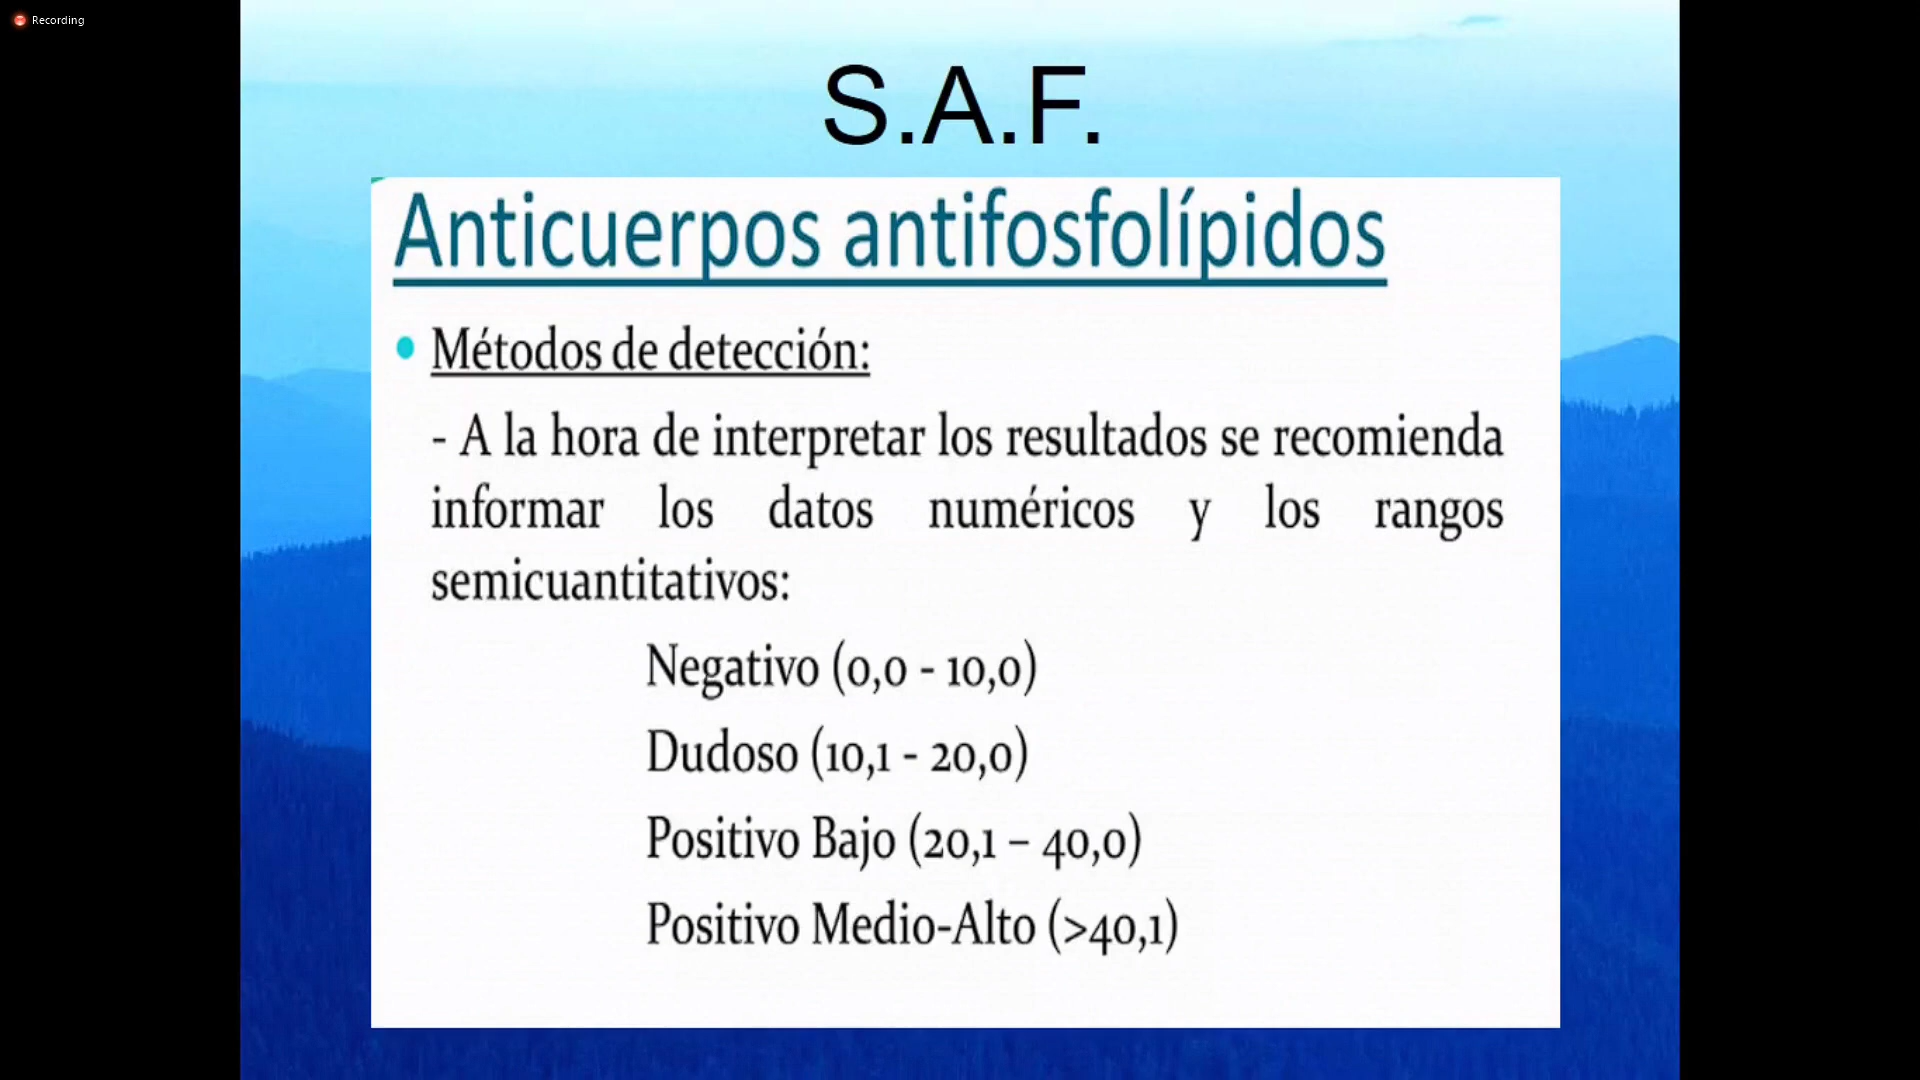 Recording
S.A.F.
Anticuerpos antifosfolípidos
• Métodos de detección:
- A la hora de interpretar los resultados se recomienda
informar los datos numéricos y los rangos
semicuantitativos:
Negativo (0,0 - 10,0)
Dudoso (10,1 - 20,0)
Positivo Bajo (20,1 – 40,0)
Positivo Medio-Alto (>40,1)